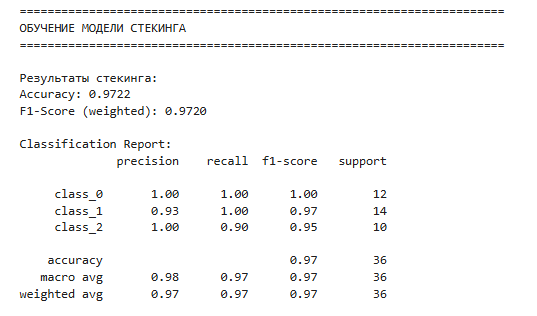 ======================================================================
ОБУЧЕНИЕ МОДЕЛИ СТЕКИНГА
======================================================================
Результаты стекинга:
Accuracy: 0.9722
F1-Score (weighted): 0.9720
Classification Report:
              precision    recall  f1-score   support
     class_0       1.00      1.00      1.00        12
     class_1       0.93      1.00      0.97        14
     class_2       1.00      0.90      0.95        10
    accuracy                           0.97        36
   macro avg       0.98      0.97      0.97        36
weighted avg       0.97      0.97      0.97        36